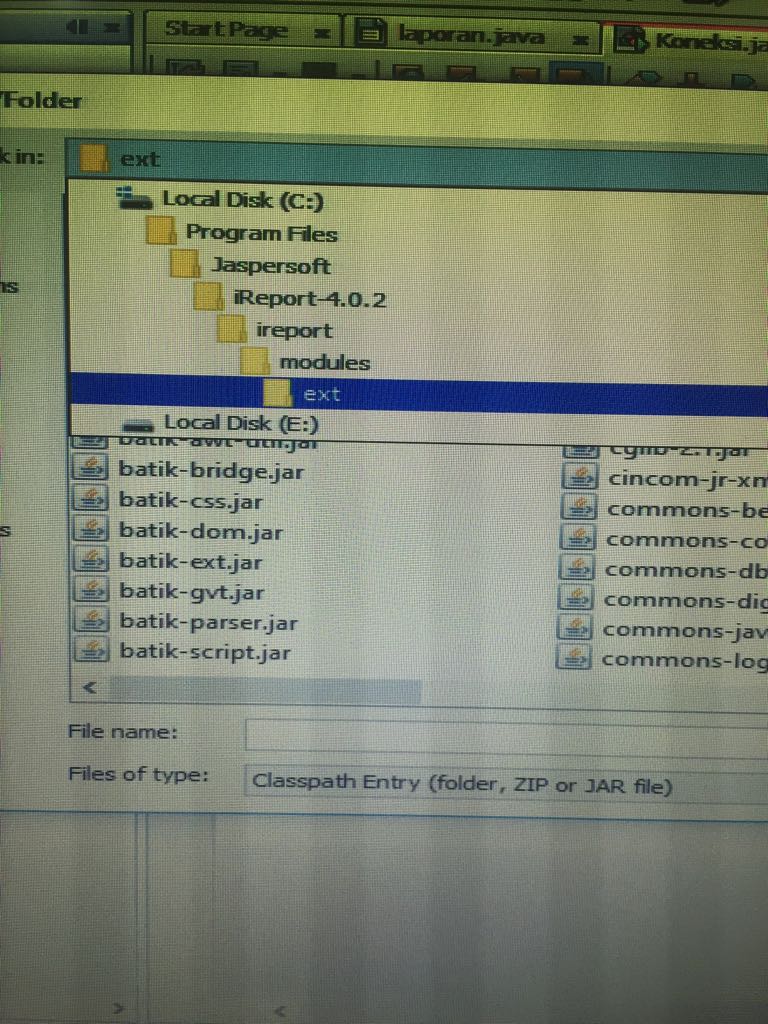 Start Page
laporan.java
Koneksi.ja
/Folder
k in:
ext
Local Disk (C:)
Program Files
Jaspersoft
iReport-4.0.2
ireport
modules
ext
Local Disk (E:)
ns
s
batik-awt-util.jar
batik-bridge.jar
batik-css.jar
batik-dom.jar
batik-ext.jar
batik-gvt.jar
batik-parser.jar
batik-script.jar
cglib-2.1.jar
cincom-jr-xm
commons-be
commons-co
commons-db
commons-dig
commons-jav
commons-log
File name:
Files of type:
Classpath Entry (folder, ZIP or JAR file)